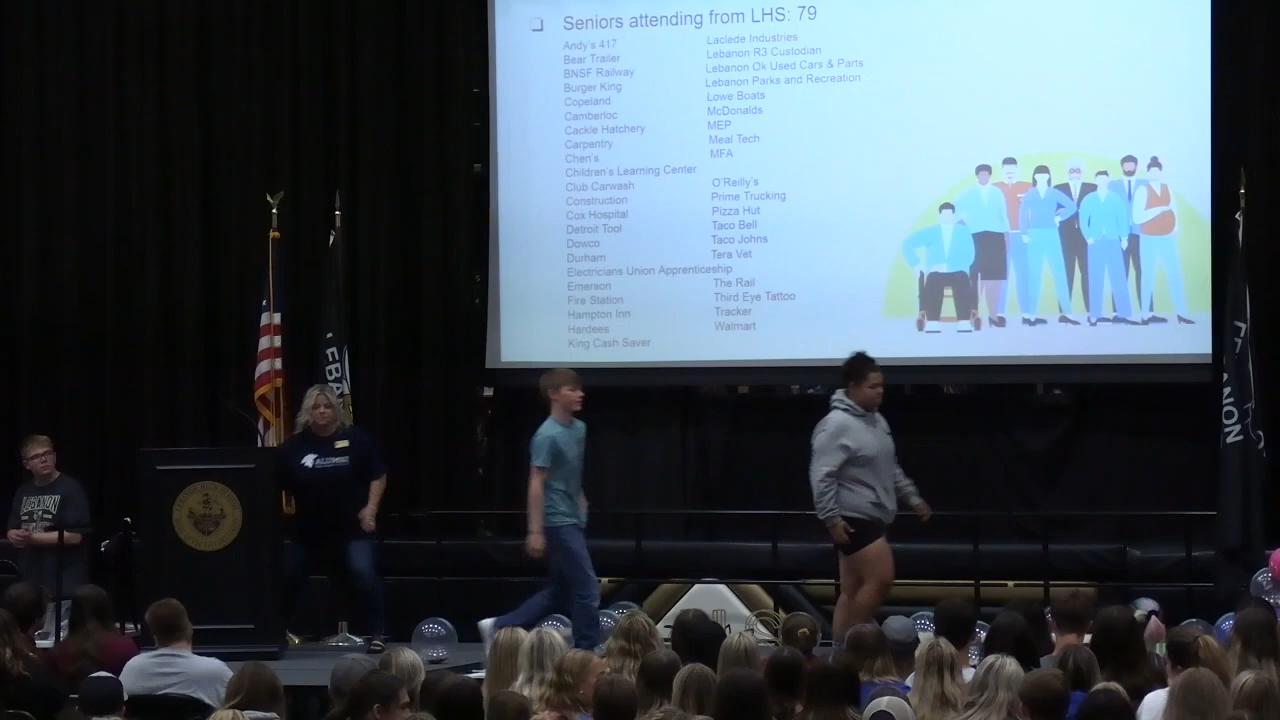 Seniors attending from LHS: 79
Andy's 417
Bear Trailer
BNSF Railway
Burger King
Copeland
Camberloc
Cackle Hatchery
Carpentry
Chen's
Children's Learning Center
Club Carwash
Construction
Cox Hospital
Detroit Tool
Dowco
Durham
Electricians Union Apprenticeship
Emerson
Fire Station
Hampton Inn
Hardees
King Cash Saver
Laclede Industries
Lebanon R3 Custodian
Lebanon Ok Used Cars & Parts
Lebanon Parks and Recreation
Lowe Boats
McDonalds
MEP
Meal Tech
MFA
O'Reilly's
Prime Trucking
Pizza Hut
Taco Bell
Taco Johns
Tera Vet
The Rail
Third Eye Tattoo
Tracker
Walmart
LEBANON
ALUMNI